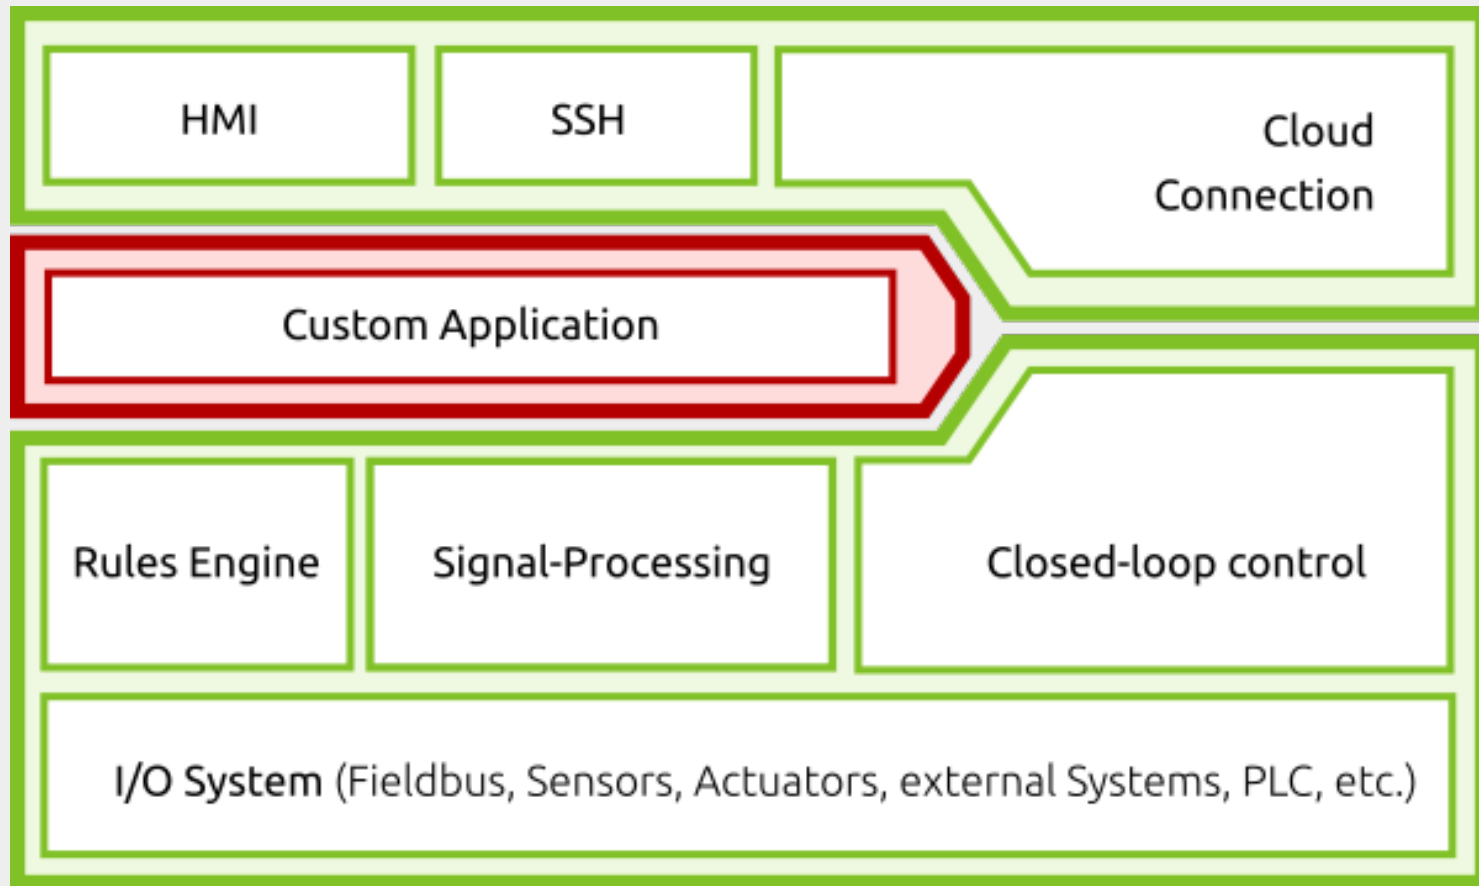 HMI
SSH
Cloud
Connection
Custom Application
Rules Engine
Signal-Processing
Closed-loop control
I/O System (Fieldbus, Sensors, Actuators, external Systems, PLC, etc.)